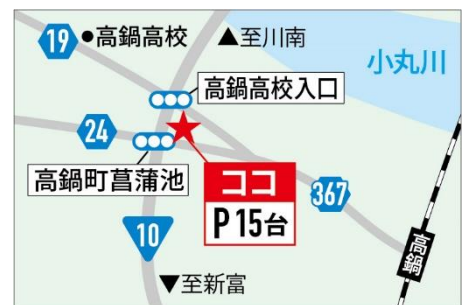 19
●高鍋高校
▲至川南
小丸川
高鍋高校入口
24
高鍋町菖蒲池
ココ
P15台
367
10
高鍋
▼至新富